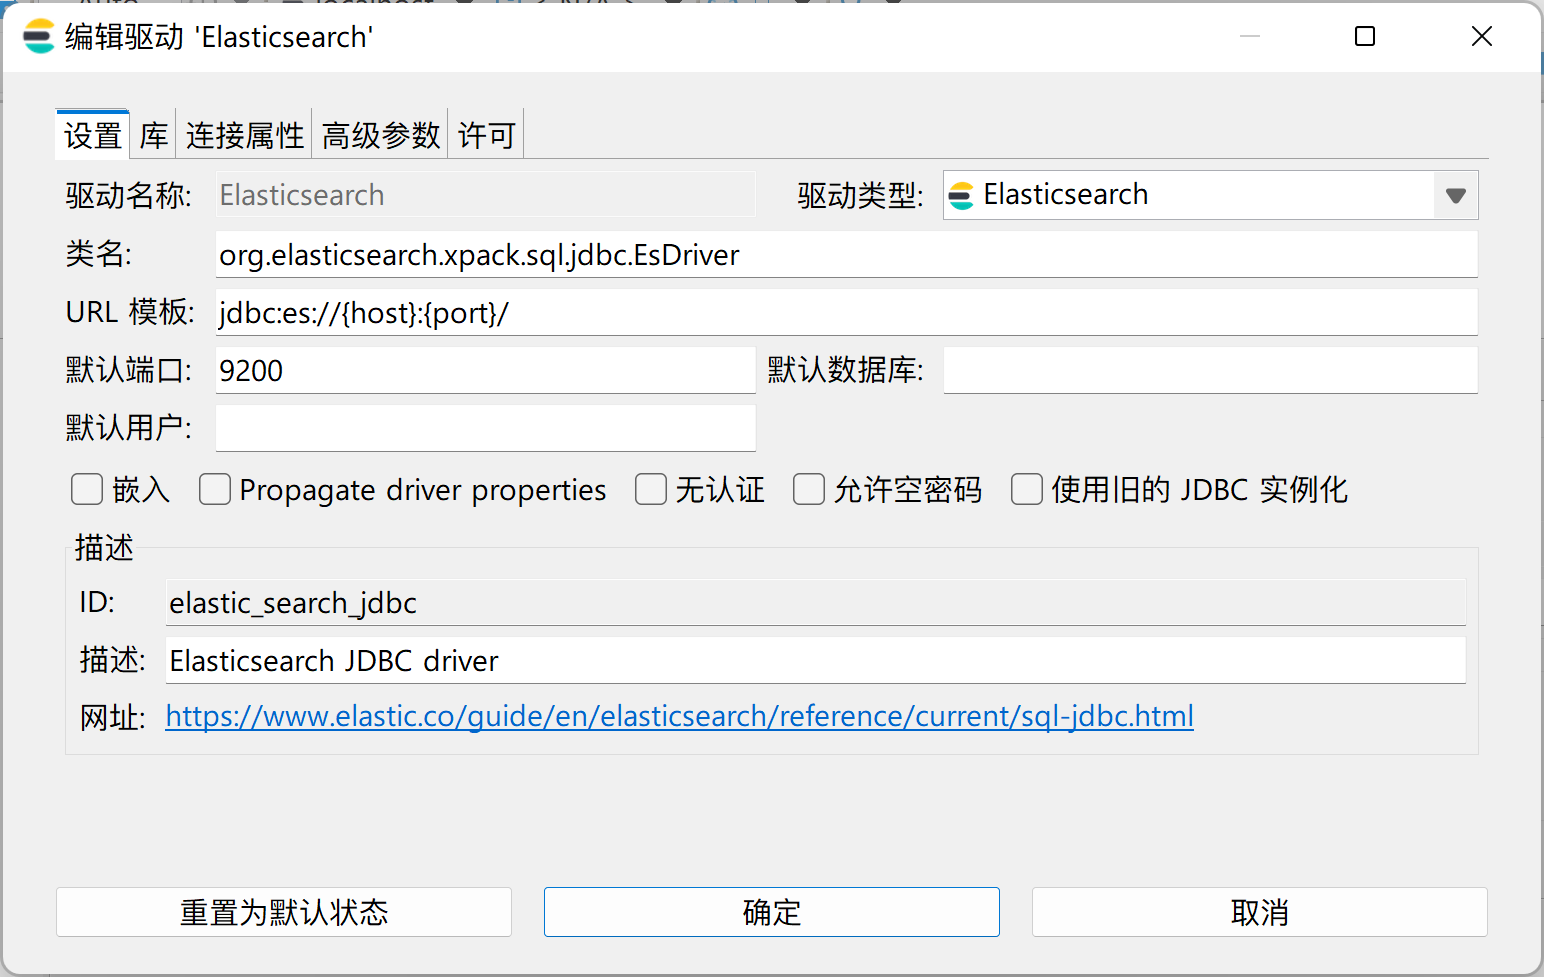 编辑驱动 'Elasticsearch'
设置 库 连接属性 高级参数 许可
驱动名称: Elasticsearch 驱动类型: Elasticsearch
类名: org.elasticsearch.xpack.sql.jdbc.EsDriver
URL 模板: jdbc:es://{host}:{port}/
默认端口: 9200 默认数据库:
默认用户:
嵌入 Propagate driver properties 无认证 允许空密码 使用旧的 JDBC 实例化
描述
ID: elastic_search_jdbc
描述: Elasticsearch JDBC driver
网址: https://www.elastic.co/guide/en/elasticsearch/reference/current/sql-jdbc.html
重置为默认状态 确定 取消